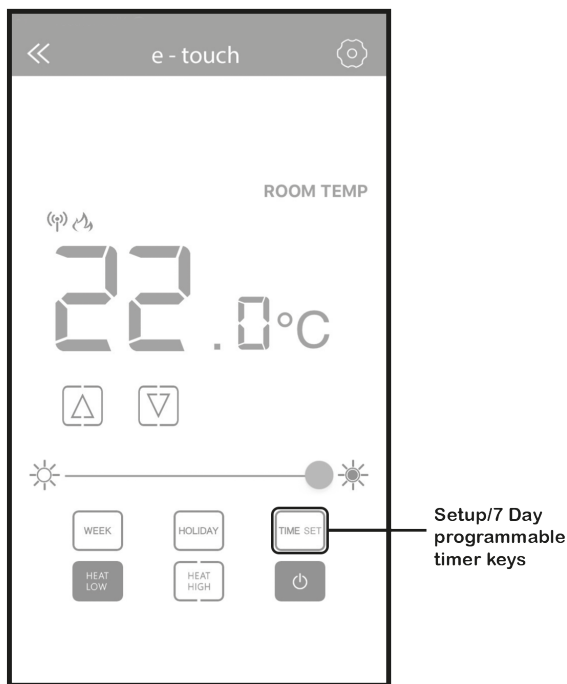 e - touch
ROOM TEMP
22.0°C
WEEK
HOLIDAY
TIME SET
HEAT
LOW
HEAT
HIGH
Setup/7 Day
programmable
timer keys